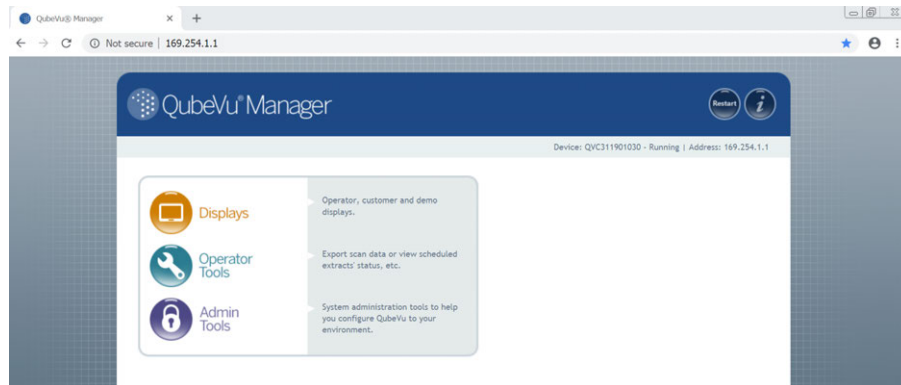 QubeVu® Manager
Not secure | 169.254.1.1
QubeVu® Manager
Restart
i
Device: QVC311901030 - Running | Address: 169.254.1.1
Displays
Operator, customer and demo
displays.
Operator
Tools
Export scan data or view scheduled
extracts' status, etc.
Admin
Tools
System administration tools to help
you configure QubeVu to your
environment.